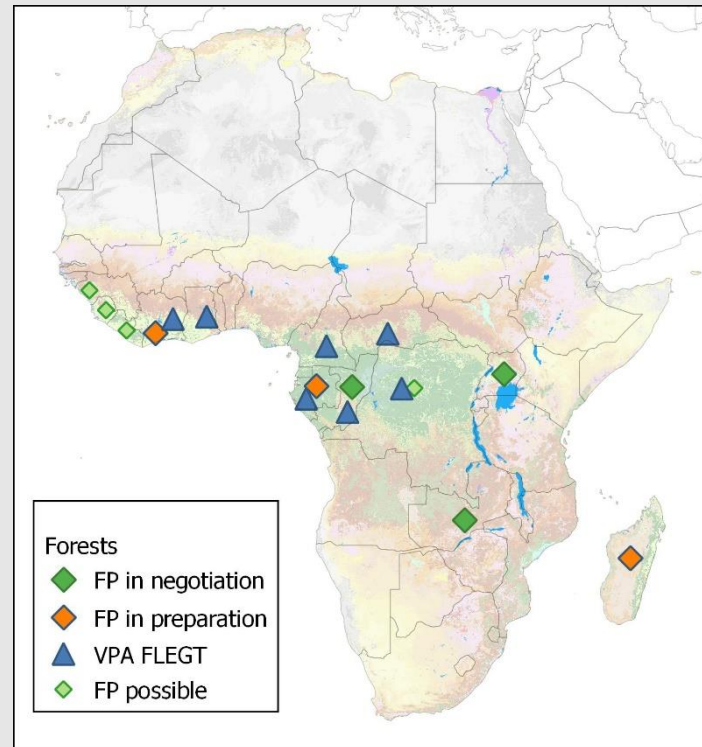 Forests
FP in negotiation
FP in preparation
VPA FLEGT
FP possible